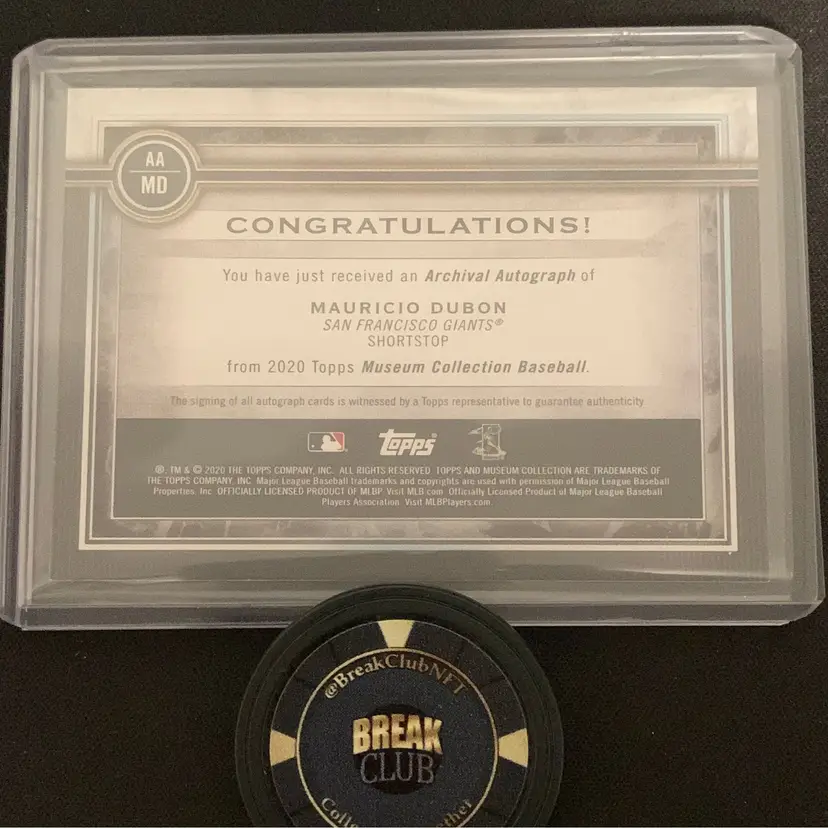 AA
MD
CONGRATULATIONS!
You have just received an Archival Autograph of
MAURICIO DUBON
SAN FRANCISCO GIANTS®
SHORTSTOP
from 2020 Topps Museum Collection Baseball.
The signing of all autograph cards is witnessed by a Topps representative to guarantee authenticity
topps®
®, TM & © 2020 THE TOPPS COMPANY, INC. ALL RIGHTS RESERVED. TOPPS AND MUSEUM COLLECTION ARE TRADEMARKS OF
THE TOPPS COMPANY, INC. Major League Baseball trademarks and copyrights are used with permission of Major League Baseball
Properties, Inc. OFFICIALLY LICENSED PRODUCT OF MLBP Visit MLB.com. Officially Licensed Product of Major League Baseball
Players Association. Visit MLBPlayers.com.
@BreakClubNFT
BREAK
CLUB